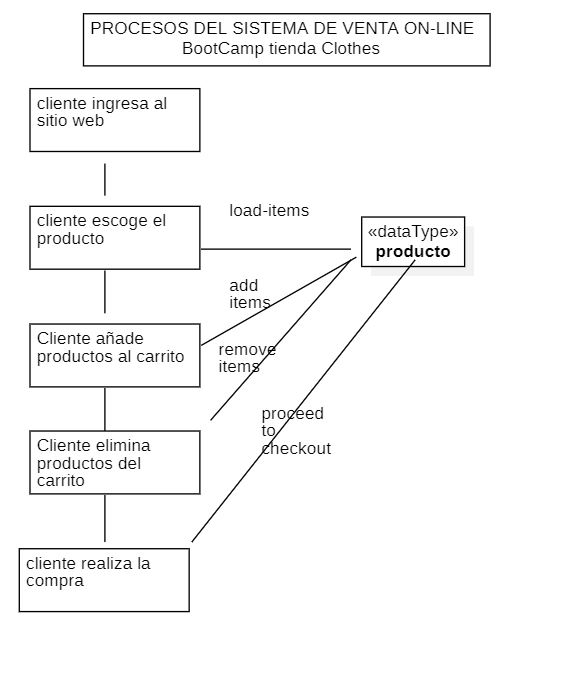 PROCESOS DEL SISTEMA DE VENTA ON-LINE
BootCamp tienda Clothes
cliente ingresa al
sitio web
cliente escoge el
producto
load-items
«dataType»
producto
add
items
Cliente añade
productos al carrito
remove
items
proceed
to
checkout
Cliente elimina
productos del
carrito
cliente realiza la
compra